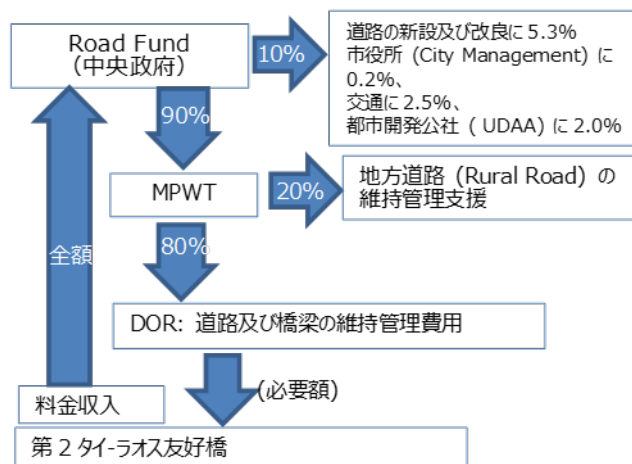 Road Fund
（中央政府）
10%
道路の新設及び改良に 5.3%
市役所 (City Management) に
0.2%、
交通に 2.5%、
都市開発公社 ( UDAA) に 2.0%
90%
MPWT
20%
地方道路 (Rural Road) の
維持管理支援
全額
80%
DOR: 道路及び橋梁の維持管理費用
(必要額)
料金収入
第 2 タイ-ラオス友好橋